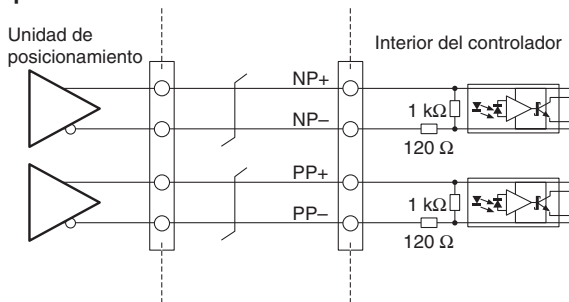 Unidad de
posicionamiento
Interior del controlador
NP+
1 kΩ
NP–
120 Ω
PP+
1 kΩ
PP–
120 Ω